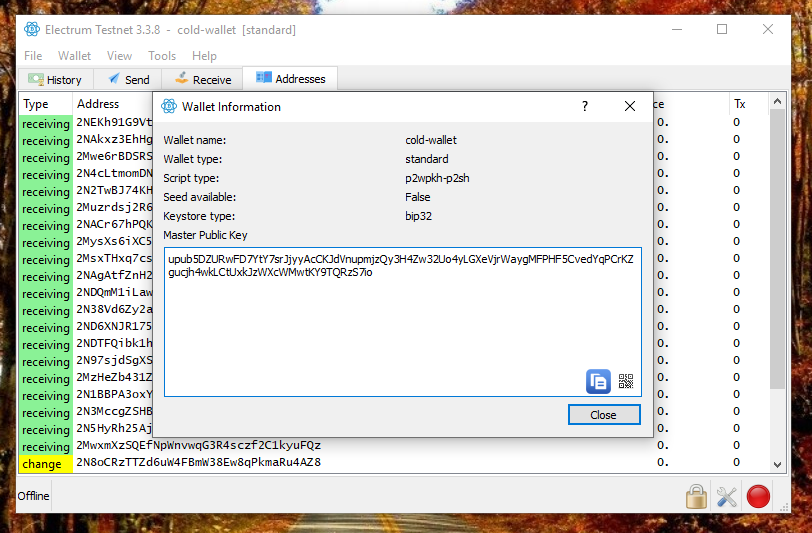 Electrum Testnet 3.3.8 - cold-wallet [standard]
File Wallet View Tools Help
History Send Receive Addresses
Type Address Tx
Wallet Information ?
Wallet name: cold-wallet
Wallet type: standard
Script type: p2wpkh-p2sh
Seed available: False
Keystore type: bip32
Master Public Key
upub5DZURwFD7YtY7srJjyyAcCKJdVnupmjzQy3H4Zw32Uo4yLGXeVjrWaygMFPHF5CvedYqPCrKZ
gucjh4wkLCtUxkJzWXcWMwtKY9TQRzS7io
Close
receiving 2NEKh91G9Vt 0. 0
receiving 2NAkxz3EhHg 0. 0
receiving 2Mwe6rBDSRS 0. 0
receiving 2N4cLtmomDN 0. 0
receiving 2N2TwBJ74KH 0. 0
receiving 2Muzrdsj2R6 0. 0
receiving 2NACr67hPQK 0. 0
receiving 2MysXs6iXC5 0. 0
receiving 2MsxTHxq7cs 0. 0
receiving 2NAgAtfZnH2 0. 0
receiving 2NDQmM1iLaw 0. 0
receiving 2N38Vd6Zy2a 0. 0
receiving 2ND6XNJR175 0. 0
receiving 2NDTFQibk1h 0. 0
receiving 2N97sjdSgXS 0. 0
receiving 2MzHeZb431Z 0. 0
receiving 2N1BBPA3oxY 0. 0
receiving 2N3MccgZSHB 0. 0
receiving 2N5HyRh25Aj 0. 0
receiving 2MwxmXzSQEfNpWnvwqG3R4sczf2C1kyuFQz 0. 0
change 2N8oCRzTTZd6uW4FBmW38Ew8qPkmaRu4AZ8 0. 0
Offline